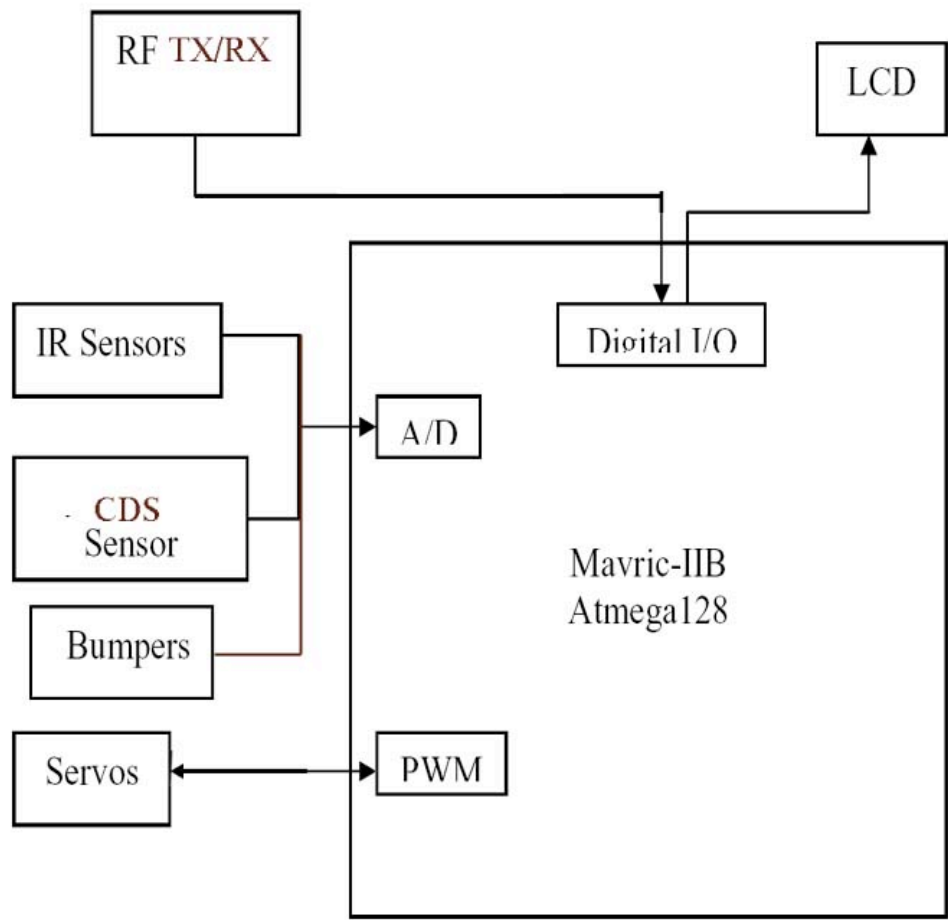 RF TX/RX
LCD
IR Sensors
Digital I/O
A/D
CDS
Sensor
Mavric-IIB
Atmega128
Bumpers
Servos
PWM